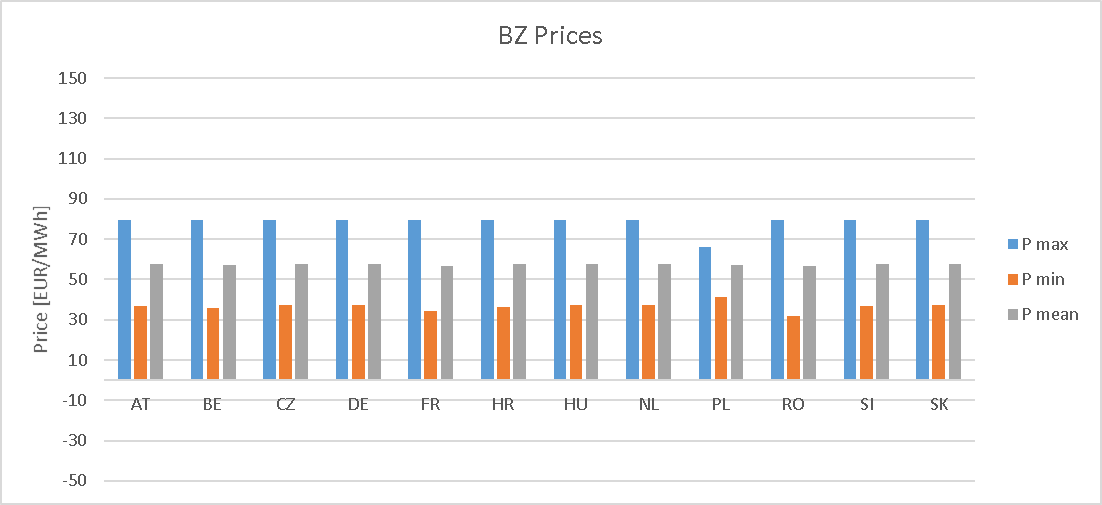 BZ Prices
Price [EUR/MWh]
150
130
110
90
70
50
30
10
-10
-30
-50
AT BE CZ DE FR HR HU NL PL RO SI SK
P max
P min
P mean